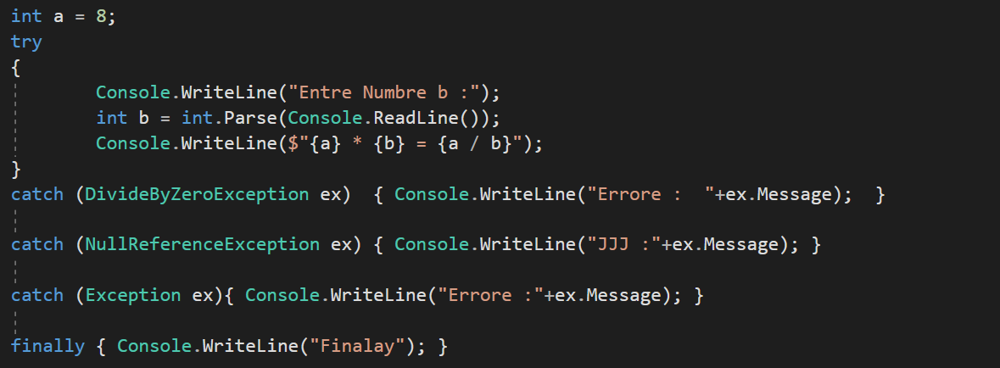 int a = 8;
try
{
Console.WriteLine("Entre Numbre b :");
int b = int.Parse(Console.ReadLine());
Console.WriteLine($"{a} * {b} = {a / b}");
}
catch (DivideByZeroException ex)  { Console.WriteLine("Errore :  "+ex.Message);  }
catch (NullReferenceException ex) { Console.WriteLine("JJJ :"+ex.Message); }
catch (Exception ex){ Console.WriteLine("Errore :"+ex.Message); }
finally { Console.WriteLine("Finalay"); }